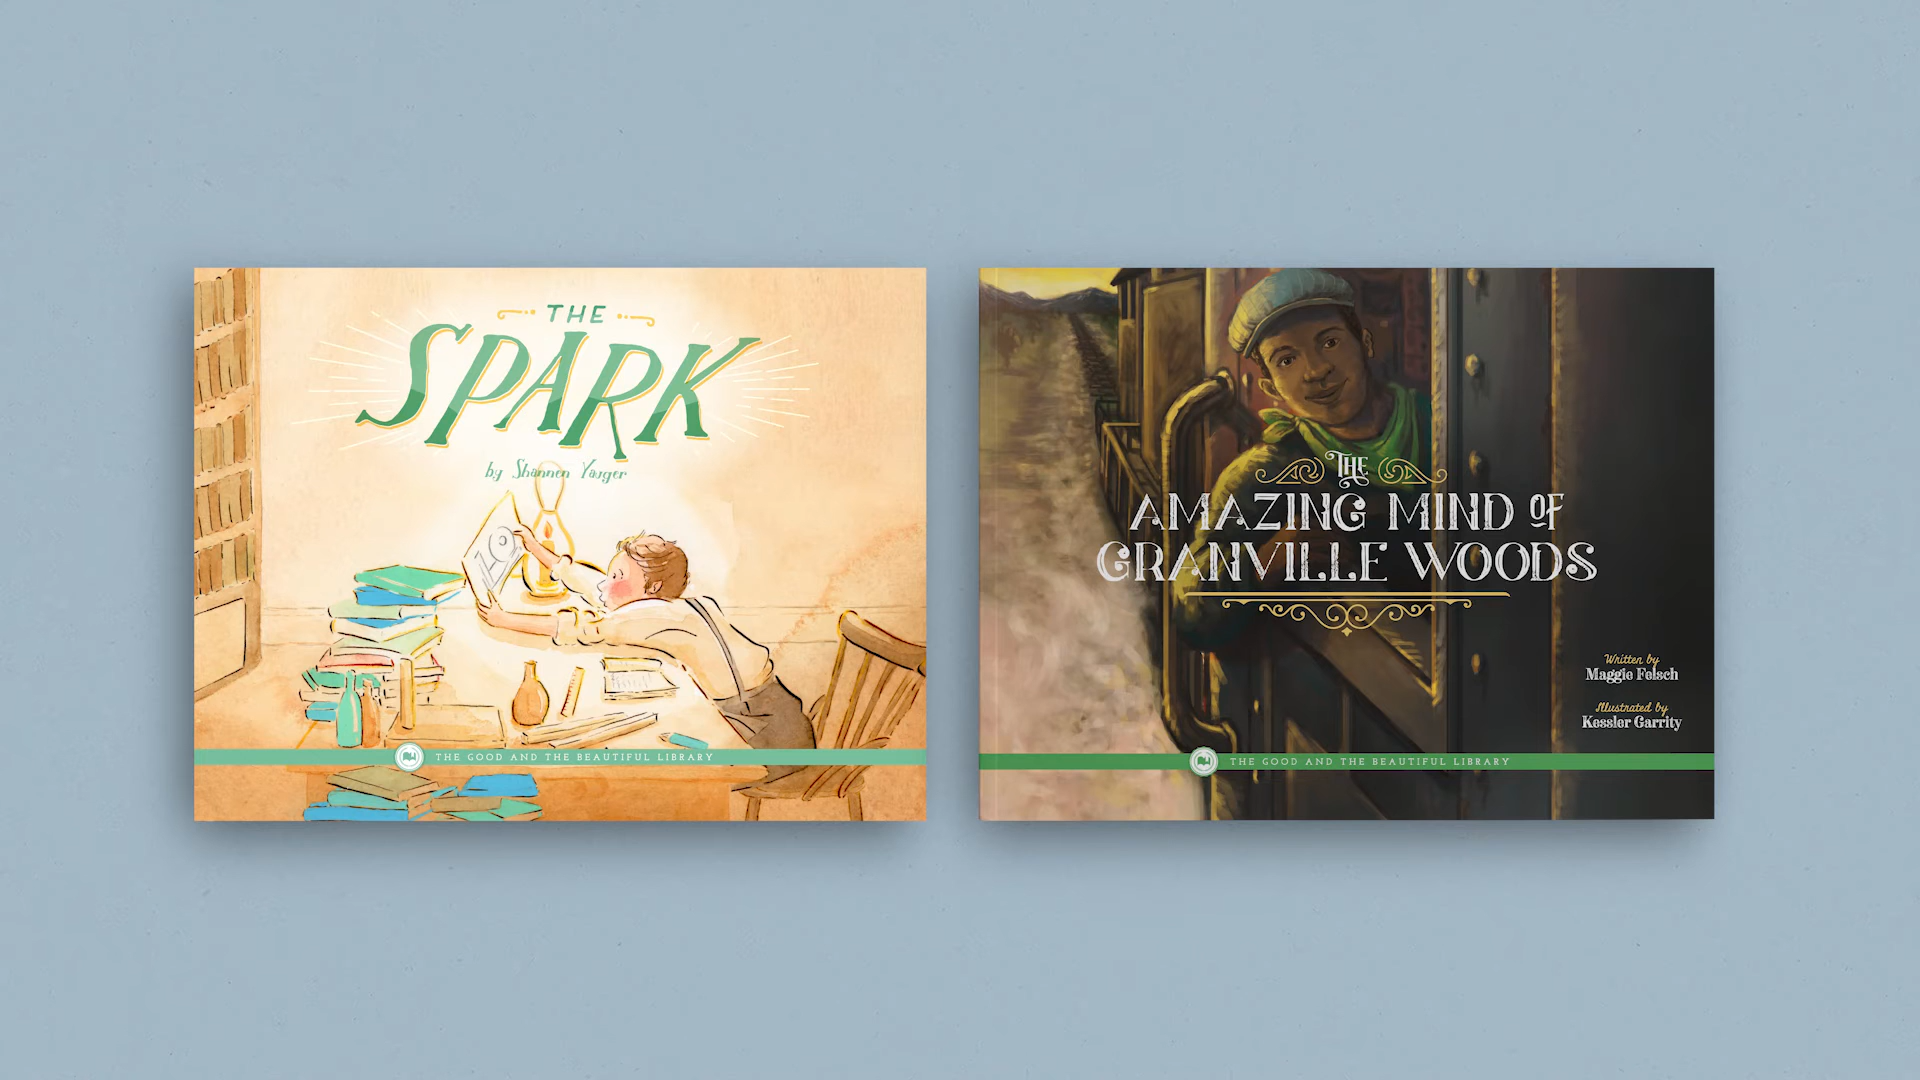 THE
SPARK
by Shannen Yauger
THE GOOD AND THE BEAUTIFUL LIBRARY
THE
AMAZING MIND OF
GRANVILLE WOODS
Written by
Maggie Felsch
Illustrated by
Kessler Garrity
THE GOOD AND THE BEAUTIFUL LIBRARY